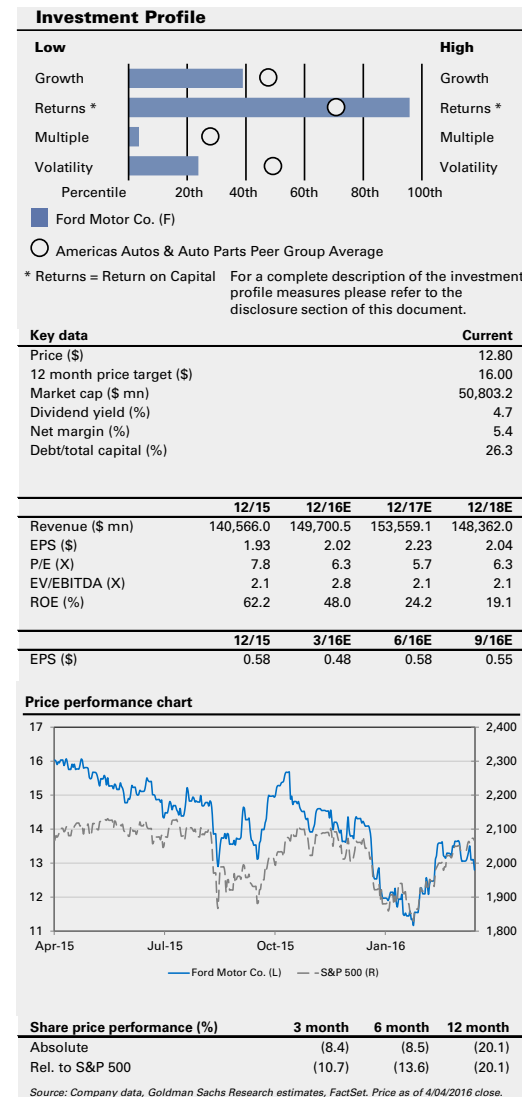 Investment Profile
Low High
Growth Growth
Returns * Returns *
Multiple Multiple
Volatility Volatility
Percentile 20th 40th 60th 80th 100th
Ford Motor Co. (F)
Americas Autos & Auto Parts Peer Group Average
* Returns = Return on Capital For a complete description of the investment
profile measures please refer to the
disclosure section of this document.
Key data Current
Price ($) 12.80
12 month price target ($) 16.00
Market cap ($ mn) 50,803.2
Dividend yield (%) 4.7
Net margin (%) 5.4
Debt/total capital (%) 26.3
12/15 12/16E 12/17E 12/18E
Revenue ($ mn) 140,566.0 149,700.5 153,559.1 148,362.0
EPS ($) 1.93 2.02 2.23 2.04
P/E (X) 7.8 6.3 5.7 6.3
EV/EBITDA (X) 2.1 2.8 2.1 2.1
ROE (%) 62.2 48.0 24.2 19.1
12/15 3/16E 6/16E 9/16E
EPS ($) 0.58 0.48 0.58 0.55
Price performance chart
17 2,400
16 2,300
15 2,200
14 2,100
13 2,000
12 1,900
11 1,800
Apr-15 Jul-15 Oct-15 Jan-16
Ford Motor Co. (L) S&P 500 (R)
Share price performance (%) 3 month 6 month 12 month
Absolute (8.4) (8.5) (20.1)
Rel. to S&P 500 (10.7) (13.6) (20.1)
Source: Company data, Goldman Sachs Research estimates, FactSet. Price as of 4/04/2016 close.